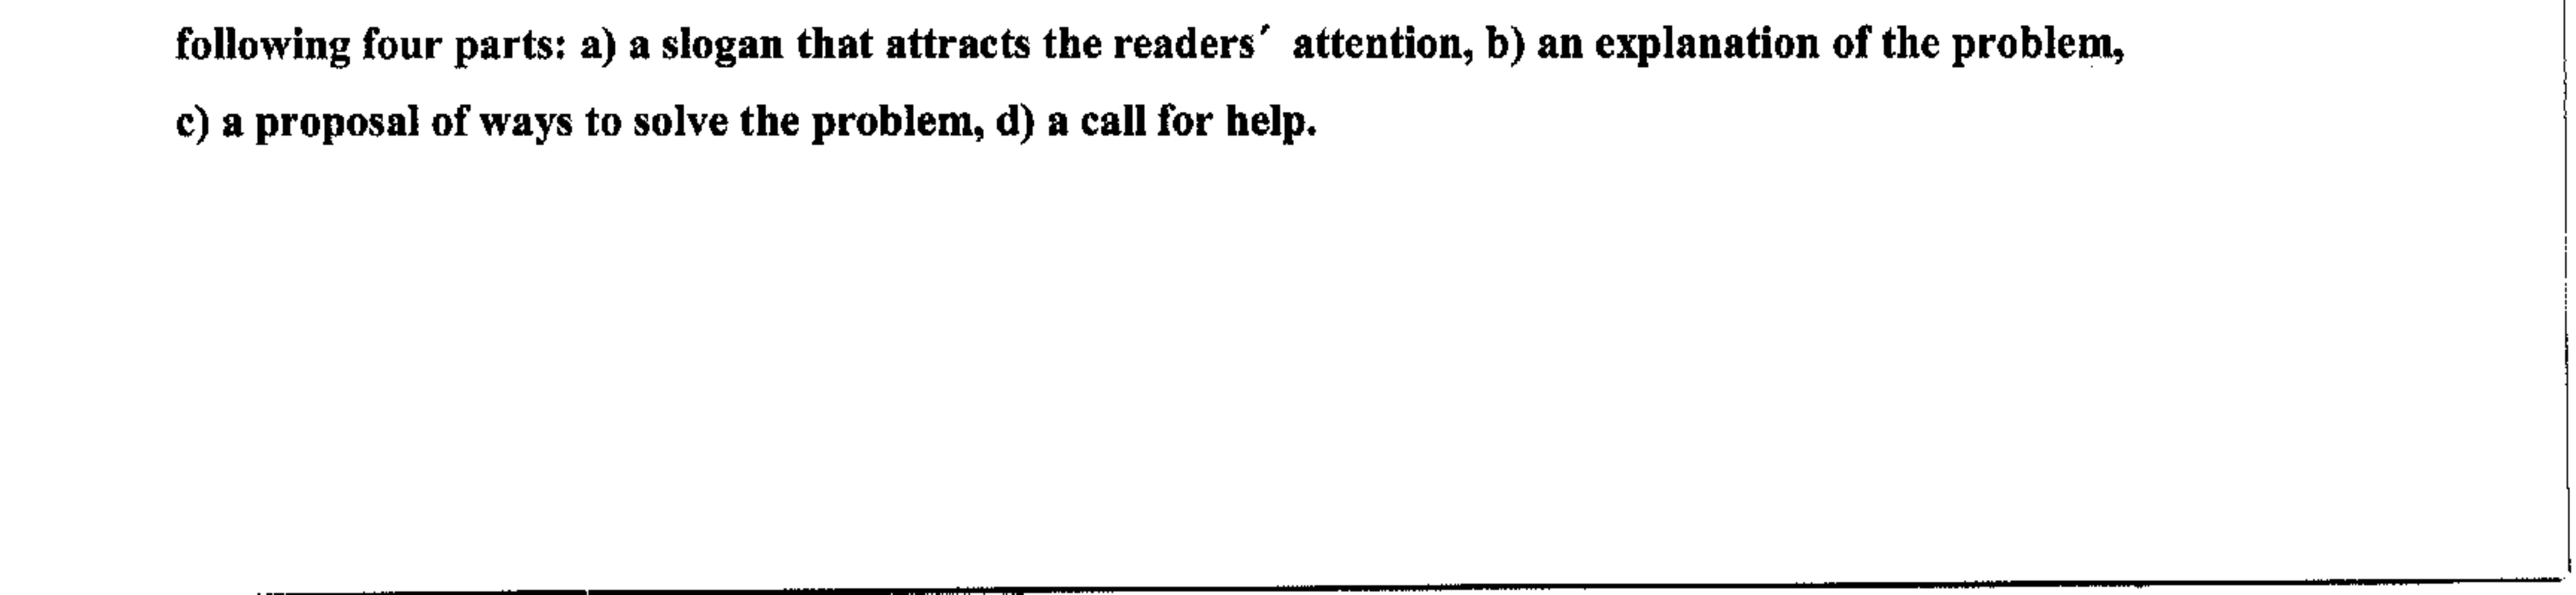 following four parts: a) a slogan that attracts the readers´ attention, b) an explanation of the problem,
c) a proposal of ways to solve the problem, d) a call for help.